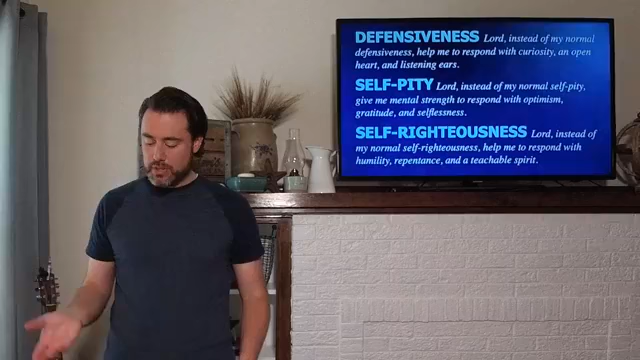 DEFENSIVENESS Lord, instead of my normal
defensiveness, help me to respond with curiosity, an open
heart, and listening ears.
SELF-PITY Lord, instead of my normal self-pity,
give me mental strength to respond with optimism,
gratitude, and selflessness.
SELF-RIGHTEOUSNESS Lord, instead of
my normal self-righteousness, help me to respond with
humility, repentance, and a teachable spirit.